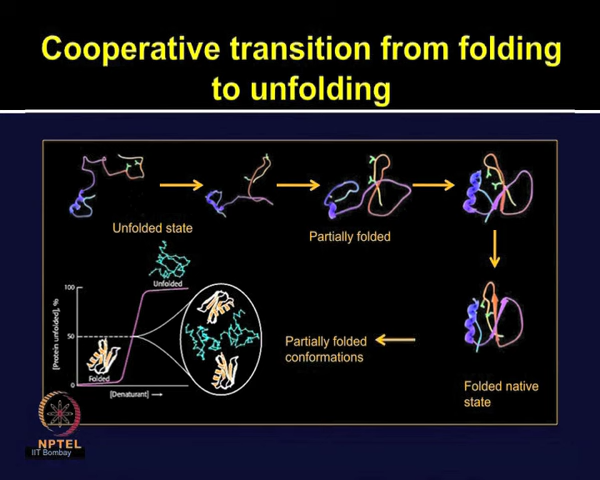 Cooperative transition from folding
to unfolding
Unfolded state
Partially folded
Unfolded
100
50
0
[Protein unfolded], %
Folded
[Denaturant] →
Partially folded
conformations
Folded native
state
NPTEL
IIT Bombay